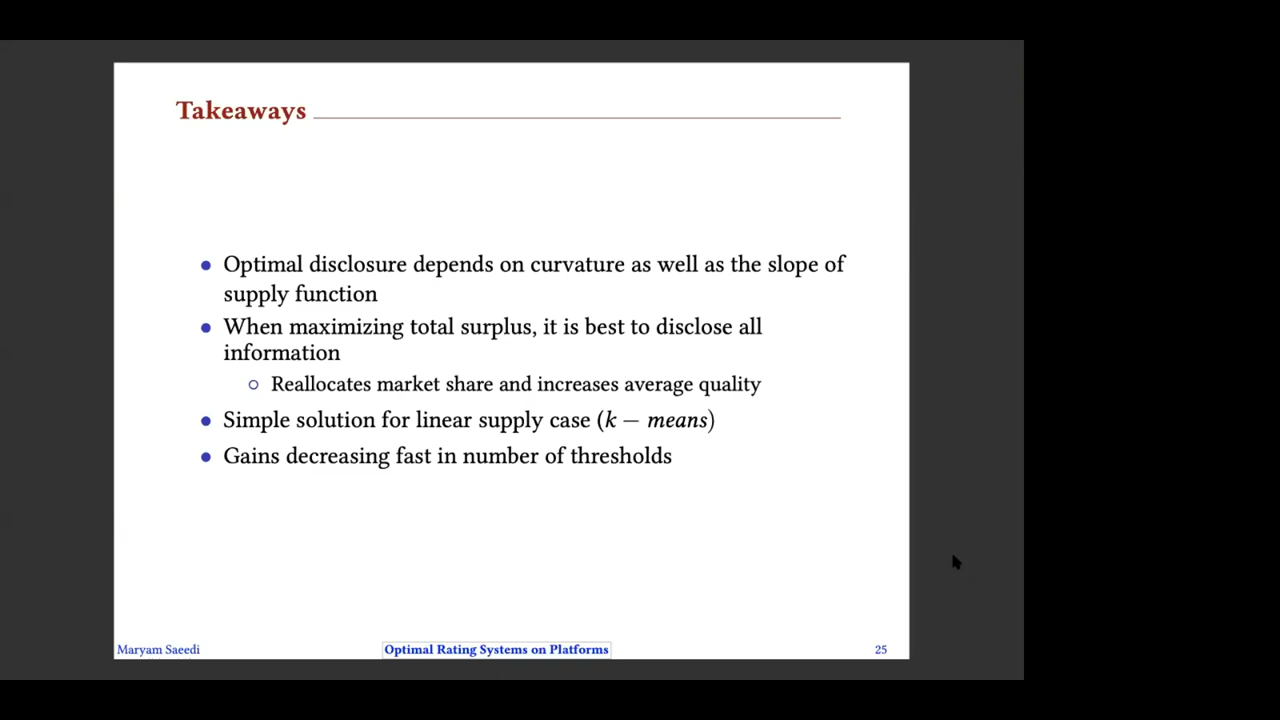 Takeaways
● Optimal disclosure depends on curvature as well as the slope of
supply function
● When maximizing total surplus, it is best to disclose all
information
○ Reallocates market share and increases average quality
● Simple solution for linear supply case (k − means)
● Gains decreasing fast in number of thresholds
Maryam Saeedi Optimal Rating Systems on Platforms 25